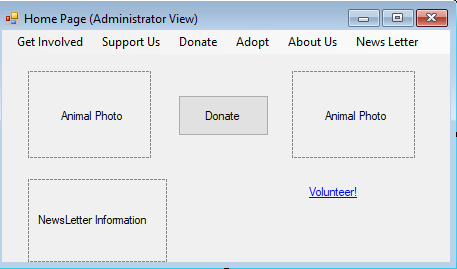 Home Page (Administrator View)
Get Involved Support Us Donate Adopt About Us News Letter
Animal Photo Donate Animal Photo
Volunteer!
NewsLetter Information